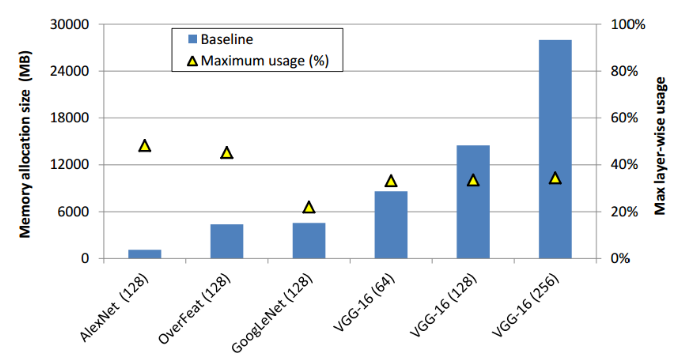 Memory allocation size (MB)
30000
24000
18000
12000
6000
0
Baseline
Maximum usage (%)
100%
80%
60%
40%
20%
0%
Max layer-wise usage
AlexNet (128)
OverFeat (128)
GoogLeNet (128)
VGG-16 (64)
VGG-16 (128)
VGG-16 (256)